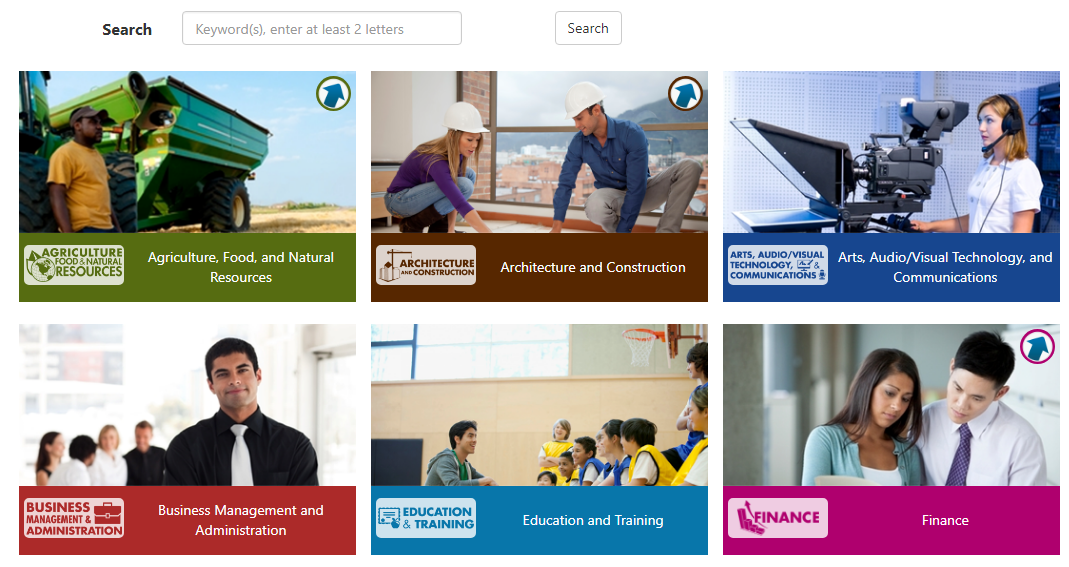 Search
Keyword(s), enter at least 2 letters
Search
AGRICULTURE
FOOD & NATURAL
RESOURCES
Agriculture, Food, and Natural
Resources
ARCHITECTURE
AND CONSTRUCTION
Architecture and Construction
ARTS, AUDIO/VISUAL
TECHNOLOGY, &
COMMUNICATIONS
Arts, Audio/Visual Technology, and
Communications
BUSINESS
MANAGEMENT &
ADMINISTRATION
Business Management and
Administration
EDUCATION
& TRAINING
Education and Training
FINANCE
Finance